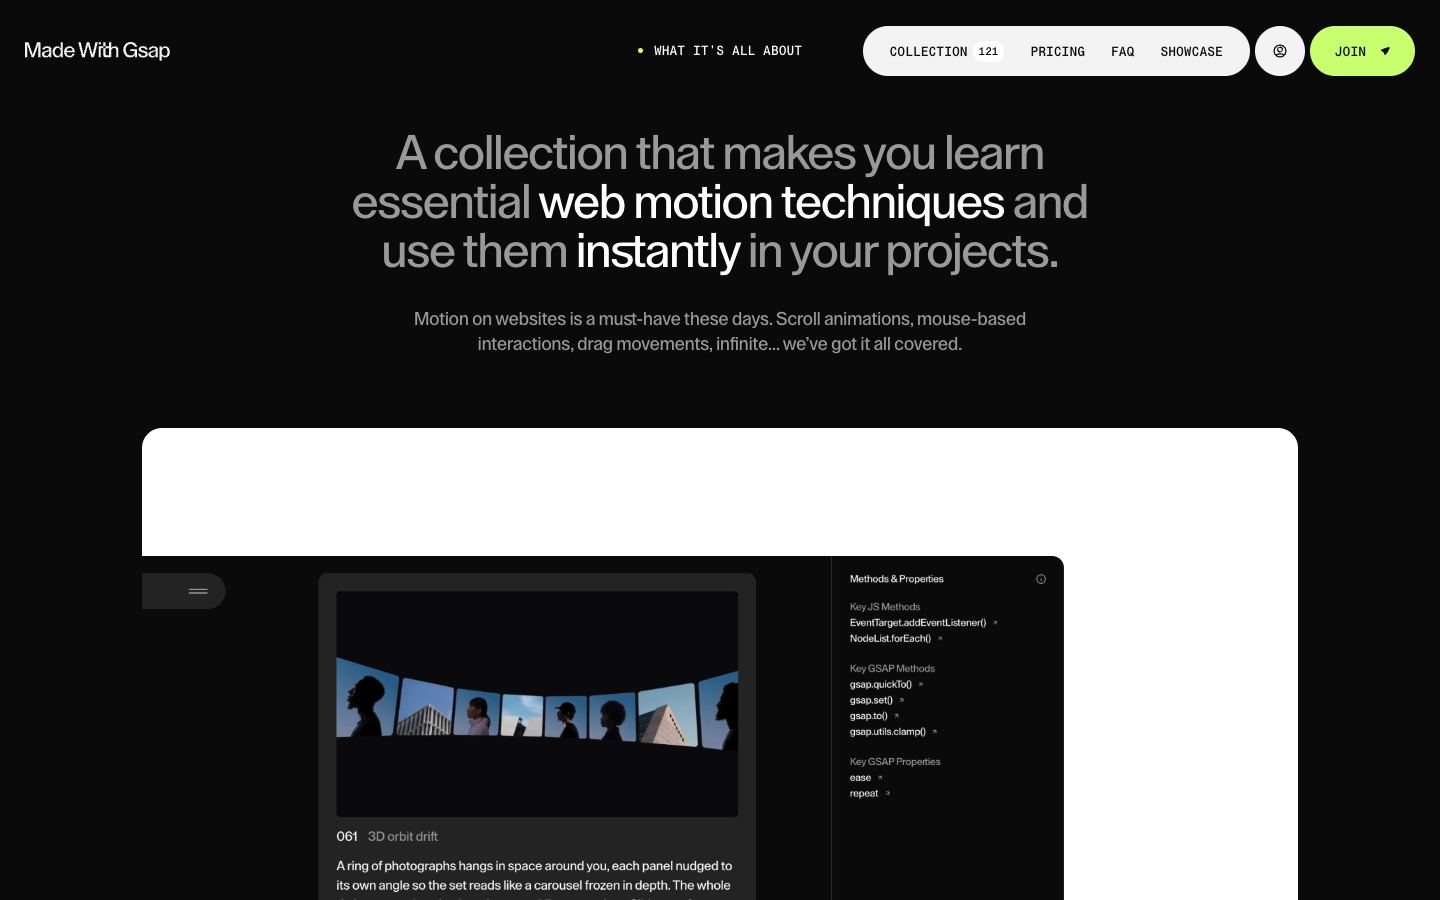 Made With Gsap
WHAT IT'S ALL ABOUT
COLLECTION 121
PRICING
FAQ
SHOWCASE
JOIN
A collection that makes you learn
essential web motion techniques and
use them instantly in your projects.
Motion on websites is a must-have these days. Scroll animations, mouse-based
interactions, drag movements, infinite... we've got it all covered.
061 3D orbit drift
A ring of photographs hangs in space around you, each panel nudged to
its own angle so the set reads like a carousel frozen in depth. The whole
Methods & Properties
Key JS Methods
EventTarget.addEventListener()
NodeList.forEach()
Key GSAP Methods
gsap.quickTo()
gsap.set()
gsap.to()
gsap.utils.clamp()
Key GSAP Properties
ease
repeat